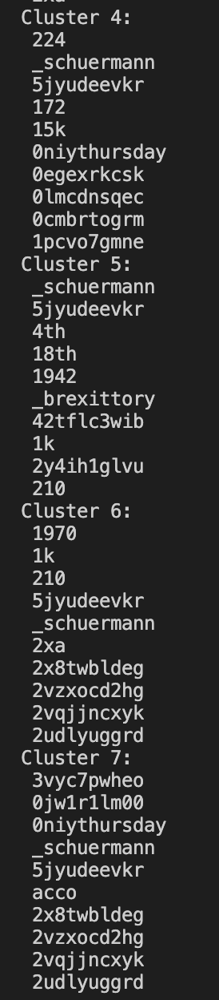 Cluster 4:
224
_schuermann
5jyudeevkr
172
15k
0niythursday
0egexrkcsk
0lmcdnsqec
0cmbrtogrm
1pcvo7gmne
Cluster 5:
_schuermann
5jyudeevkr
4th
18th
1942
_brexittory
42tflc3wib
1k
2y4ih1glvu
210
Cluster 6:
1970
1k
210
5jyudeevkr
_schuermann
2xa
2x8twbldeg
2vzxocd2hg
2vqjjncxyk
2udlyuggrd
Cluster 7:
3vyc7pwheo
0jw1r1lm00
0niythursday
_schuermann
5jyudeevkr
acco
2x8twbldeg
2vzxocd2hg
2vqjjncxyk
2udlyuggrd